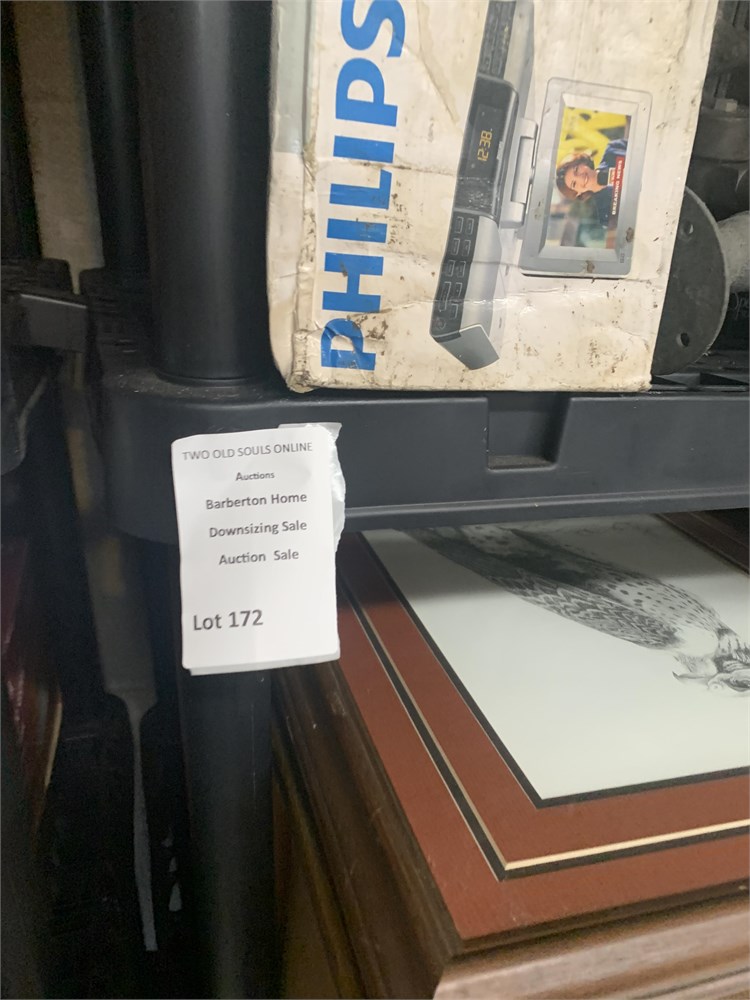 PHILIPS
12:38
TWO OLD SOULS ONLINE
Auctions
Barberton Home
Downsizing Sale
Auction Sale
Lot 172